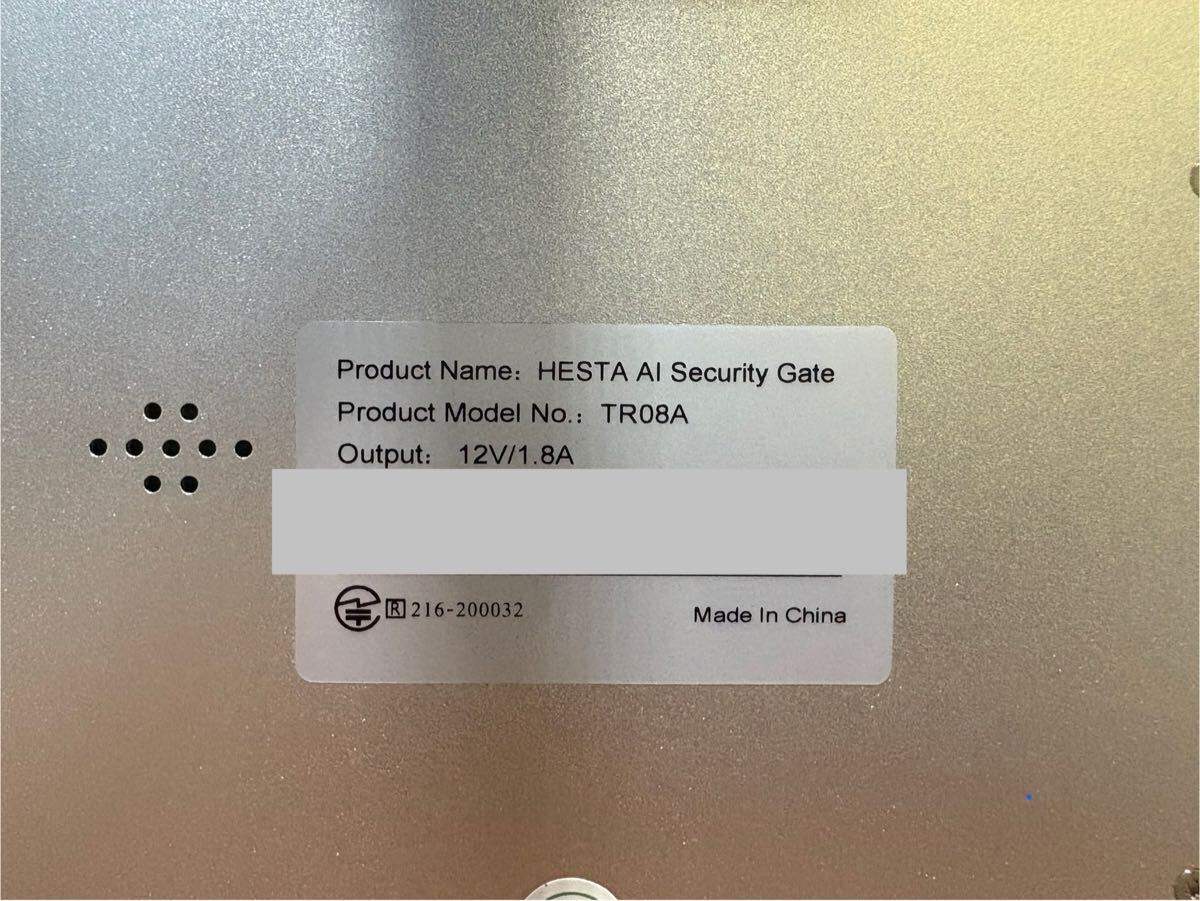 Product Name: HESTA AI Security Gate
Product Model No.: TR08A
Output: 12V/1.8A
R 216-200032
Made In China